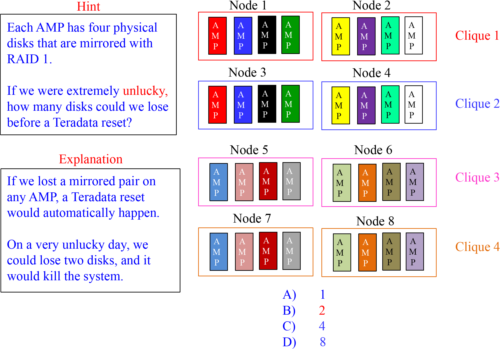 Hint
Each AMP has four physical
disks that are mirrored with
RAID 1.
If we were extremely unlucky,
how many disks could we lose
before a Teradata reset?
Node 1
A A A A
M M M M
P P P P
Node 2
A A A A
M M M M
P P P P
Clique 1
Node 3
A A A A
M M M M
P P P P
Node 4
A A A A
M M M M
P P P P
Clique 2
Explanation
If we lost a mirrored pair on
any AMP, a Teradata reset
would automatically happen.
On a very unlucky day, we
could lose two disks, and it
would kill the system.
Node 5
A A A A
M M M M
P P P P
Node 6
A A A A
M M M M
P P P P
Clique 3
Node 7
A A A A
M M M M
P P P P
Node 8
A A A A
M M M M
P P P P
Clique 4
A) 1
B) 2
C) 4
D) 8